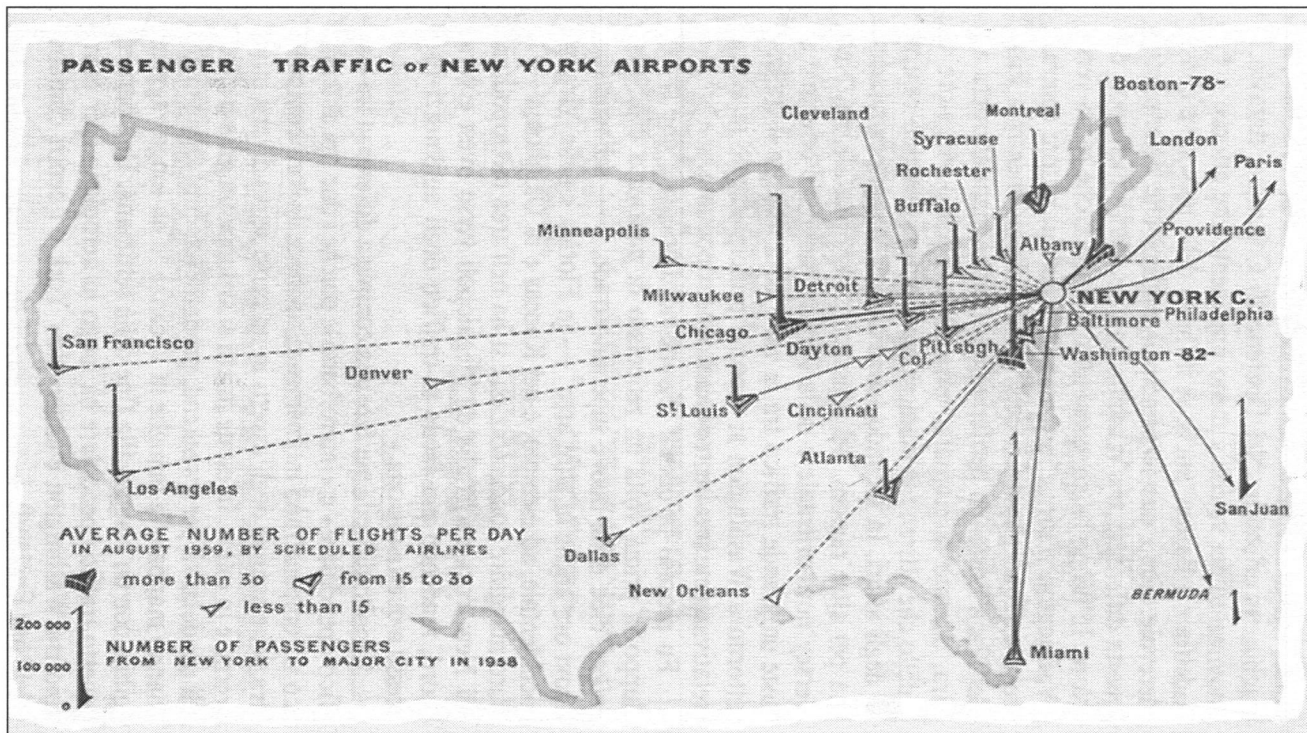 PASSENGER TRAFFIC OF NEW YORK AIRPORTS
Boston -78-
Cleveland
Montreal
London
Syracuse
Paris
Rochester
Buffalo
Minneapolis
Albany
Providence
Milwaukee
Detroit
NEW YORK C.
Philadelphia
Baltimore
Chicago
San Francisco
Dayton
Col.
Pittsbgh
Washington -82-
Denver
St. Louis
Cincinnati
Atlanta
Los Angeles
San Juan
Dallas
New Orleans
BERMUDA
Miami
AVERAGE NUMBER OF FLIGHTS PER DAY
IN AUGUST 1959, BY SCHEDULED AIRLINES
more than 30
from 15 to 30
less than 15
200 000
100 000
0
NUMBER OF PASSENGERS
FROM NEW YORK TO MAJOR CITY IN 1958